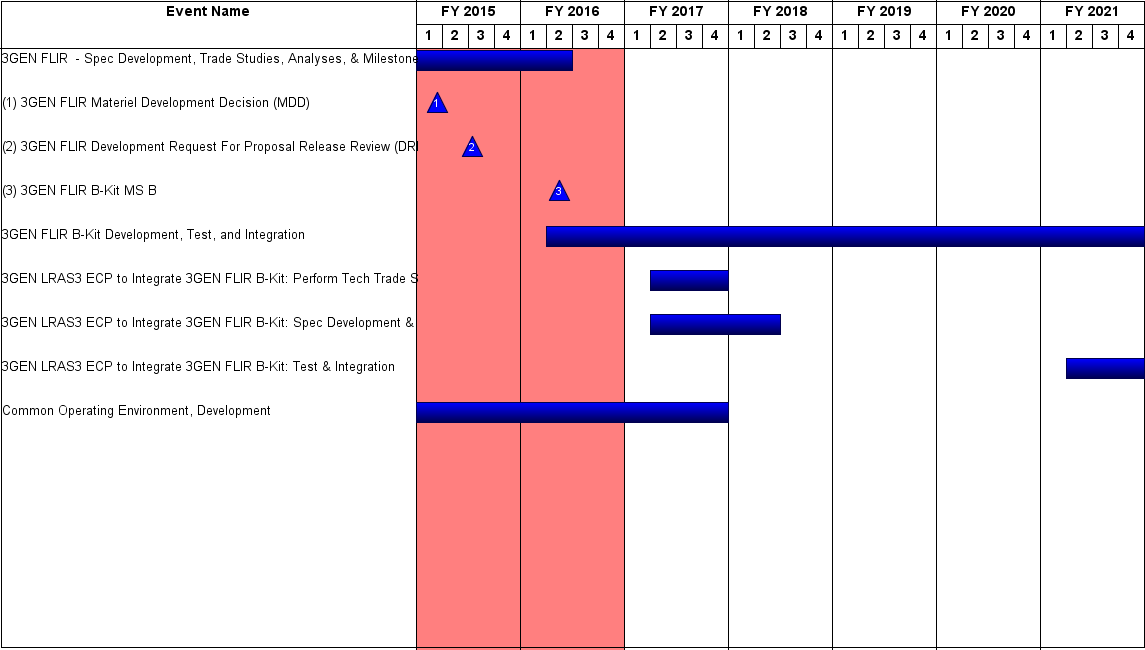 Event Name FY 2015 FY 2016 FY 2017 FY 2018 FY 2019 FY 2020 FY 2021
1 2 3 4 1 2 3 4 1 2 3 4 1 2 3 4 1 2 3 4 1 2 3 4 1 2 3 4
3GEN FLIR - Spec Development, Trade Studies, Analyses, & Milestone
(1) 3GEN FLIR Materiel Development Decision (MDD) 1
(2) 3GEN FLIR Development Request For Proposal Release Review (DRI 2
(3) 3GEN FLIR B-Kit MS B 3
3GEN FLIR B-Kit Development, Test, and Integration
3GEN LRAS3 ECP to Integrate 3GEN FLIR B-Kit: Perform Tech Trade S
3GEN LRAS3 ECP to Integrate 3GEN FLIR B-Kit: Spec Development &
3GEN LRAS3 ECP to Integrate 3GEN FLIR B-Kit: Test & Integration
Common Operating Environment, Development